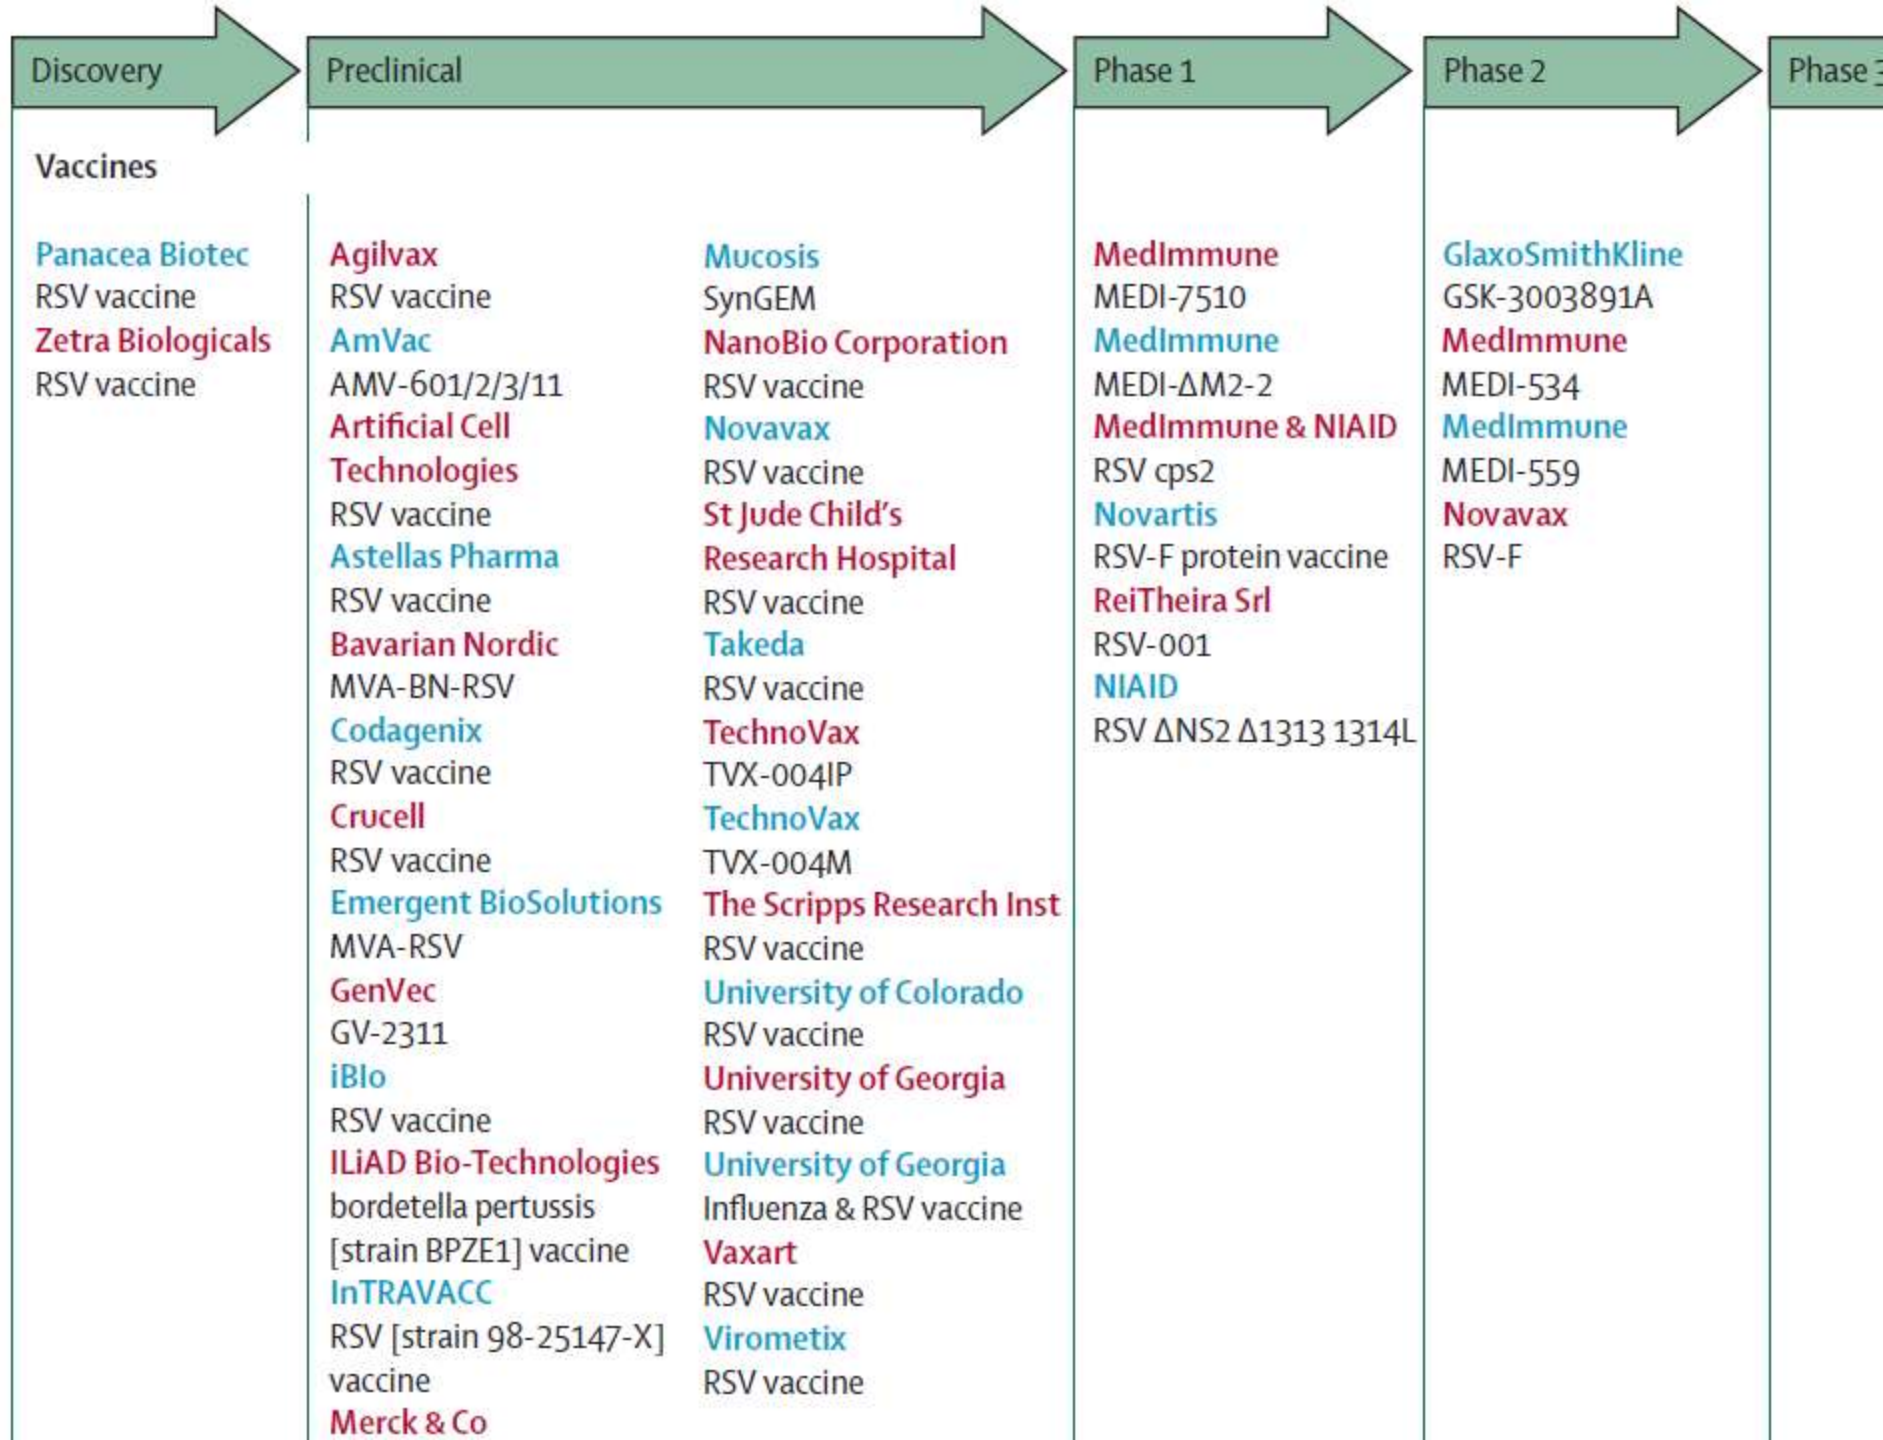 Discovery
Preclinical
Phase 1
Phase 2
Phase 3
Vaccines
Panacea Biotec
RSV vaccine
Zetra Biologicals
RSV vaccine
Agilvax
RSV vaccine
AmVac
AMV-601/2/3/11
Artificial Cell
Technologies
RSV vaccine
Astellas Pharma
RSV vaccine
Bavarian Nordic
MVA-BN-RSV
Codagenix
RSV vaccine
Crucell
RSV vaccine
Emergent BioSolutions
MVA-RSV
GenVec
GV-2311
iBIo
RSV vaccine
ILiAD Bio-Technologies
bordetella pertussis
[strain BPZE1] vaccine
InTRAVACC
RSV [strain 98-25147-X]
vaccine
Merck & Co
Mucosis
SynGEM
NanoBio Corporation
RSV vaccine
Novavax
RSV vaccine
St Jude Child's
Research Hospital
RSV vaccine
Takeda
RSV vaccine
TechnoVax
TVX-004IP
TechnoVax
TVX-004M
The Scripps Research Inst
RSV vaccine
University of Colorado
RSV vaccine
University of Georgia
RSV vaccine
University of Georgia
Influenza & RSV vaccine
Vaxart
RSV vaccine
Virometix
RSV vaccine
MedImmune
MEDI-7510
MedImmune
MEDI-ΔM2-2
MedImmune & NIAID
RSV cps2
Novartis
RSV-F protein vaccine
ReiTheira Srl
RSV-001
NIAID
RSV ΔNS2 Δ1313 1314L
GlaxoSmithKline
GSK-3003891A
MedImmune
MEDI-534
MedImmune
MEDI-559
Novavax
RSV-F